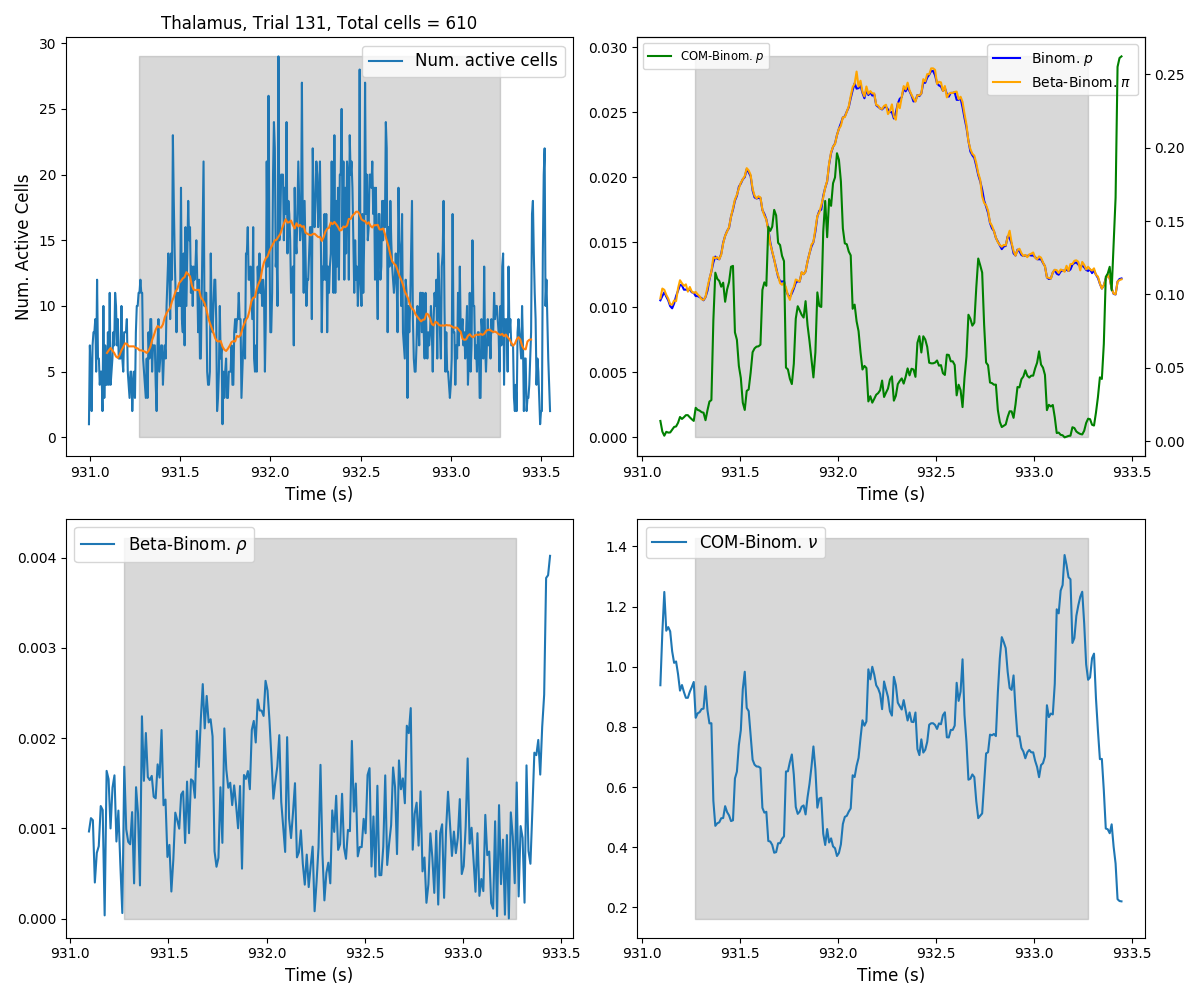 Thalamus, Trial 131, Total cells = 610
Num. active cells
Num. Active Cells
30
25
20
15
10
5
0
931.0 931.5 932.0 932.5 933.0 933.5
Time (s)
COM-Binom. p
Binom. p
Beta-Binom. π
0.030
0.025
0.020
0.015
0.010
0.005
0.000
0.25
0.20
0.15
0.10
0.05
0.00
931.0 931.5 932.0 932.5 933.0 933.5
Time (s)
Beta-Binom. ρ
0.004
0.003
0.002
0.001
0.000
931.0 931.5 932.0 932.5 933.0 933.5
Time (s)
COM-Binom. ν
1.4
1.2
1.0
0.8
0.6
0.4
0.2
931.0 931.5 932.0 932.5 933.0 933.5
Time (s)